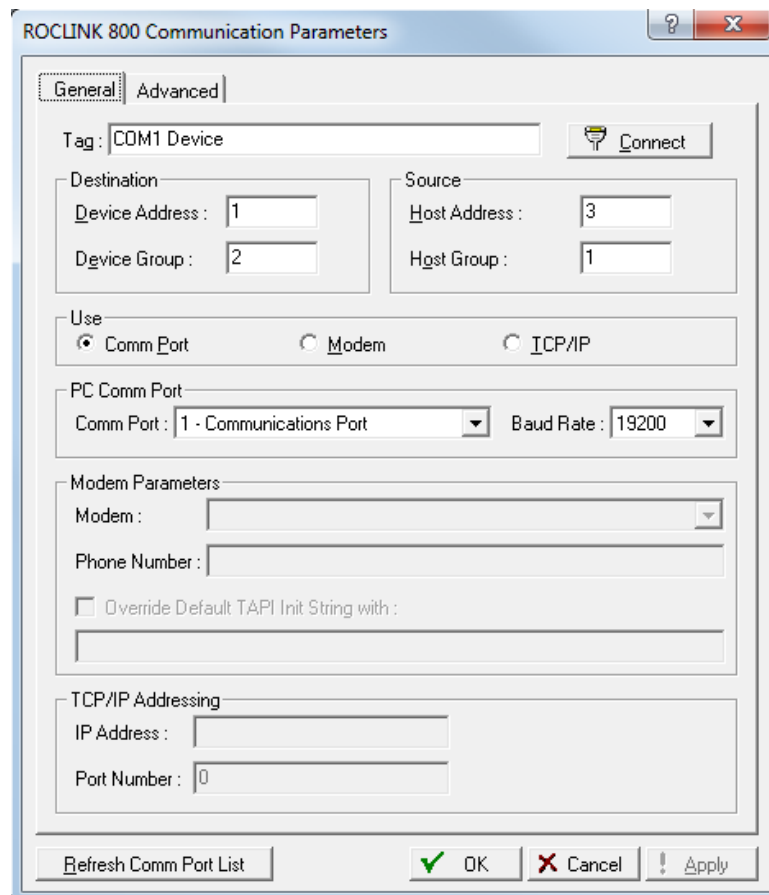 ROCLINK 800 Communication Parameters
? X
General Advanced
Tag : COM1 Device Connect
Destination Source
Device Address : 1 Host Address : 3
Device Group : 2 Host Group : 1
Use
Comm Port Modem TCP/IP
PC Comm Port
Comm Port : 1 - Communications Port Baud Rate : 19200
Modem Parameters
Modem :
Phone Number :
Override Default TAPI Init String with :
TCP/IP Addressing
IP Address :
Port Number : 0
Refresh Comm Port List OK Cancel ! Apply